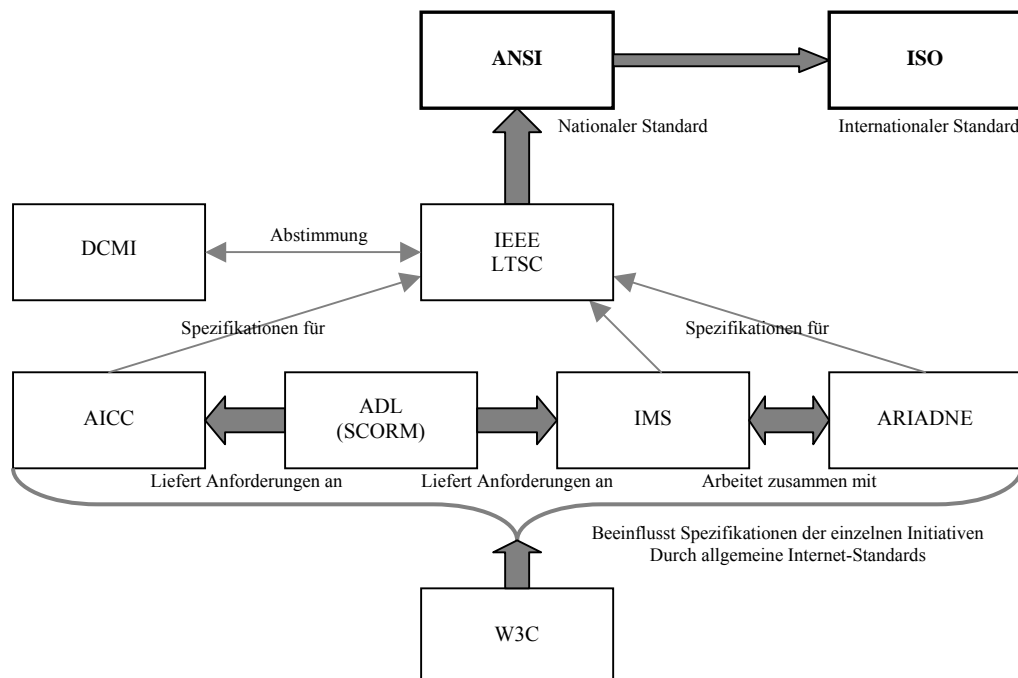 ANSI
ISO
Nationaler Standard
Internationaler Standard
DCMI
Abstimmung
IEEE
LTSC
Spezifikationen für
Spezifikationen für
AICC
ADL
(SCORM)
IMS
ARIADNE
Liefert Anforderungen an
Liefert Anforderungen an
Arbeitet zusammen mit
Beeinflusst Spezifikationen der einzelnen Initiativen
Durch allgemeine Internet-Standards
W3C